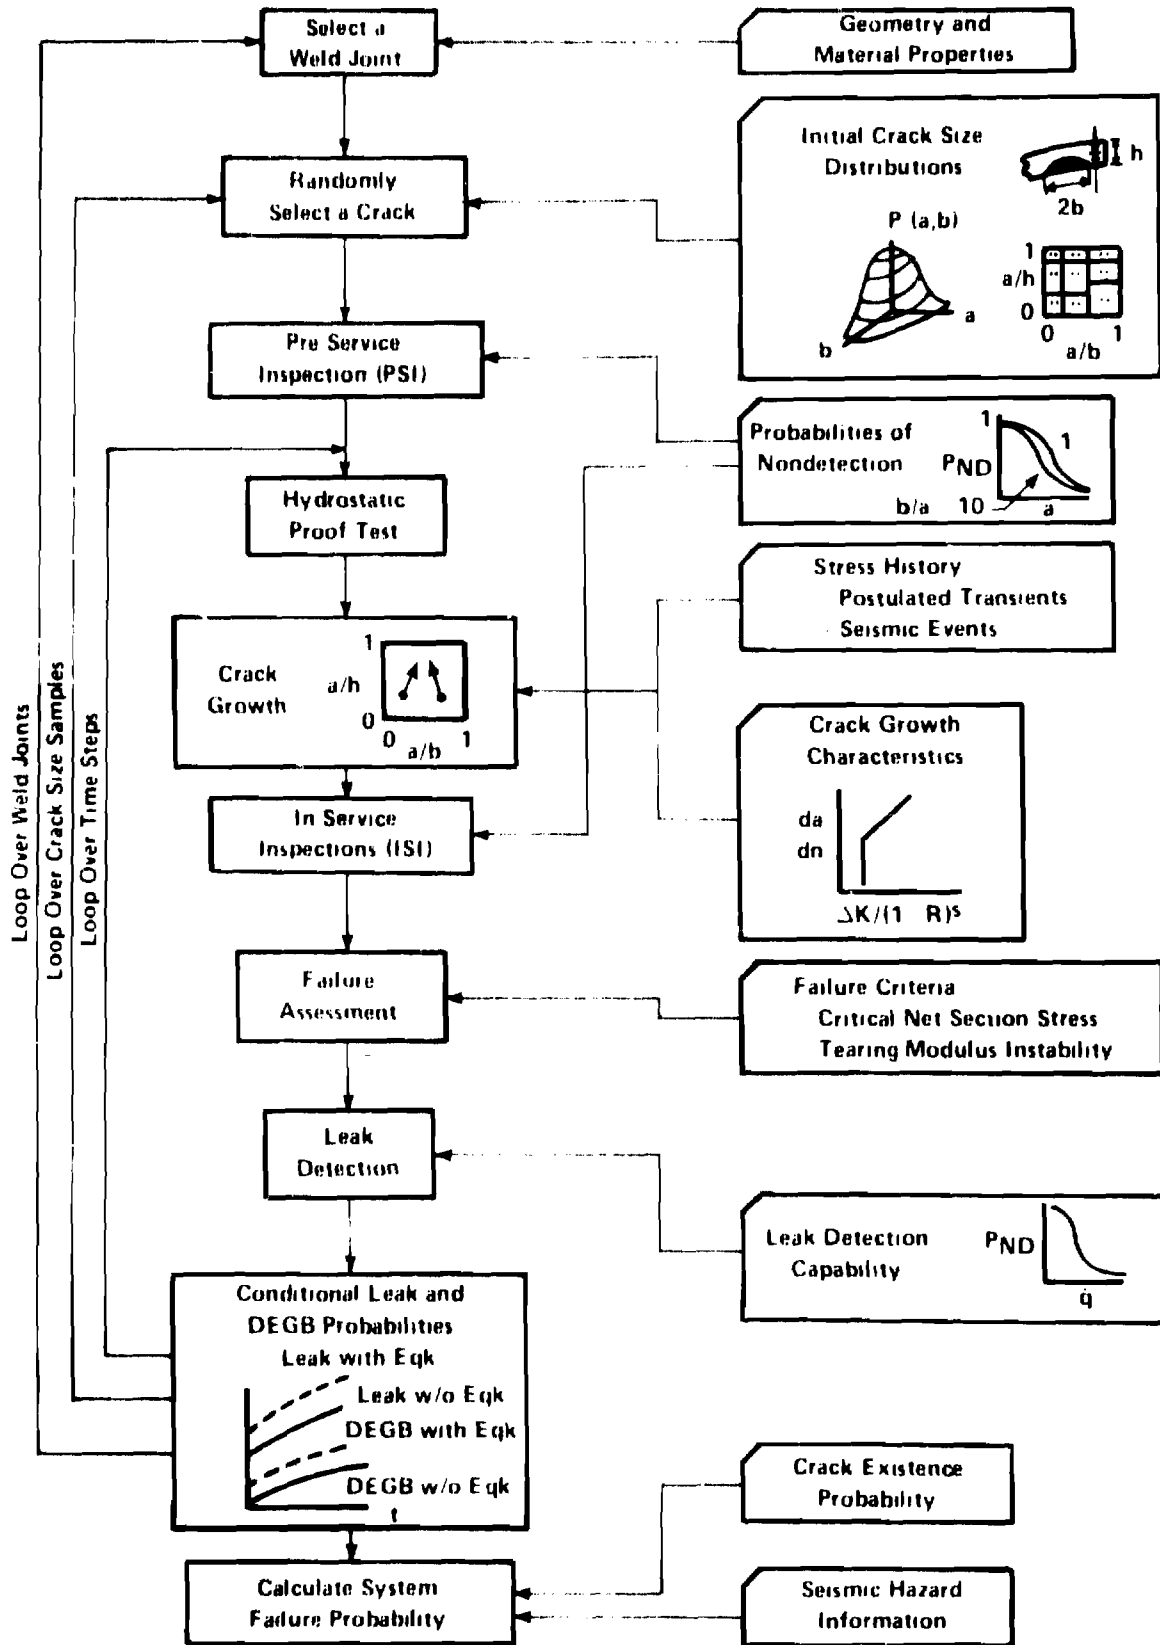 Select a
Weld Joint
Geometry and
Material Properties
Randomly
Select a Crack
Initial Crack Size
Distributions
h
2b
P (a,b)
a
b
1
a/h
0
0 1
a/b
Pre Service
Inspection (PSI)
Probabilities of
Nondetection
1
PND
1
b/a 10
a
Hydrostatic
Proof Test
Stress History
Postulated Transients
Seismic Events
Crack
Growth
1
a/h
0
0 1
a/b
Crack Growth
Characteristics
da
dn
ΔK/(1 R)s
In Service
Inspections (ISI)
Failure
Assessment
Failure Criteria
Critical Net Section Stress
Tearing Modulus Instability
Leak
Detection
Leak Detection
Capability
PND
q̇
Conditional Leak and
DEGB Probabilities
Leak with Eqk
Leak w/o Eqk
DEGB with Eqk
DEGB w/o Eqk
t
Crack Existence
Probability
Calculate System
Failure Probability
Seismic Hazard
Information
Loop Over Weld Joints
Loop Over Crack Size Samples
Loop Over Time Steps